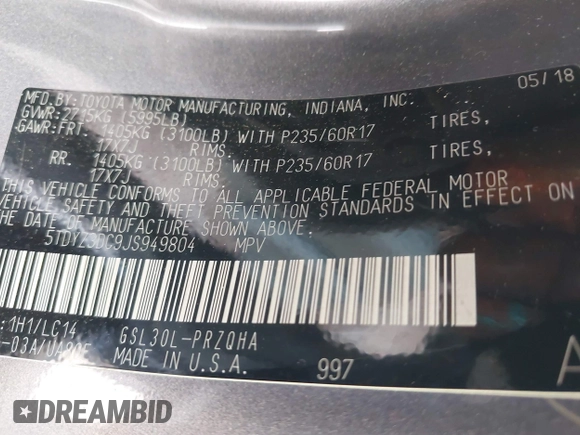 05/18
MFD.BY:TOYOTA MOTOR MANUFACTURING, INDIANA, INC.
GVWR:2715KG (5995LB)
GAWR:FRT. 1405KG (3100LB) WITH P235/60R17 TIRES,
17X7J RIMS.
RR. 1405KG (3100LB) WITH P235/60R17 TIRES,
17X7J RIMS.
THIS VEHICLE CONFORMS TO ALL APPLICABLE FEDERAL MOTOR
VEHICLE SAFETY AND THEFT PREVENTION STANDARDS IN EFFECT
ON THE DATE OF MANUFACTURE SHOWN ABOVE.
5TDYZ3DC9JS949804 MPV
:1H1/LC14 GSL30L-PRZQHA
MADE IN U.S.A. 997
DREAMBID